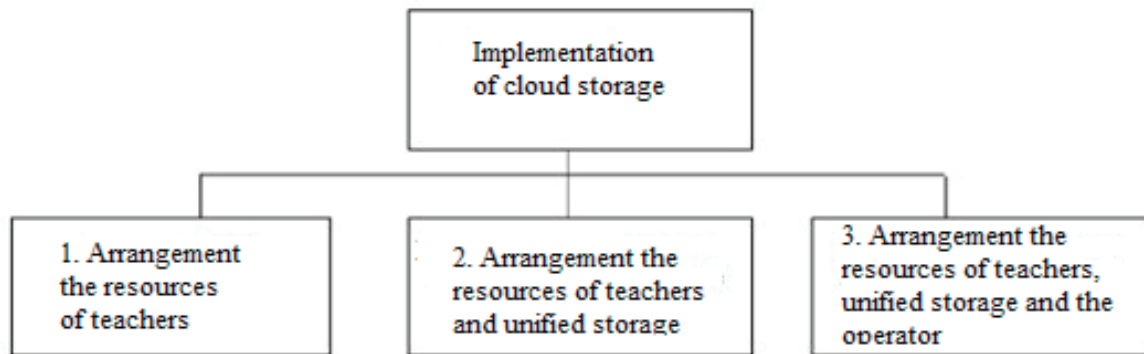 Implementation
of cloud storage
1. Arrangement
the resources
of teachers
2. Arrangement the
resources of teachers
and unified storage
3. Arrangement the
resources of teachers,
unified storage and the
operator